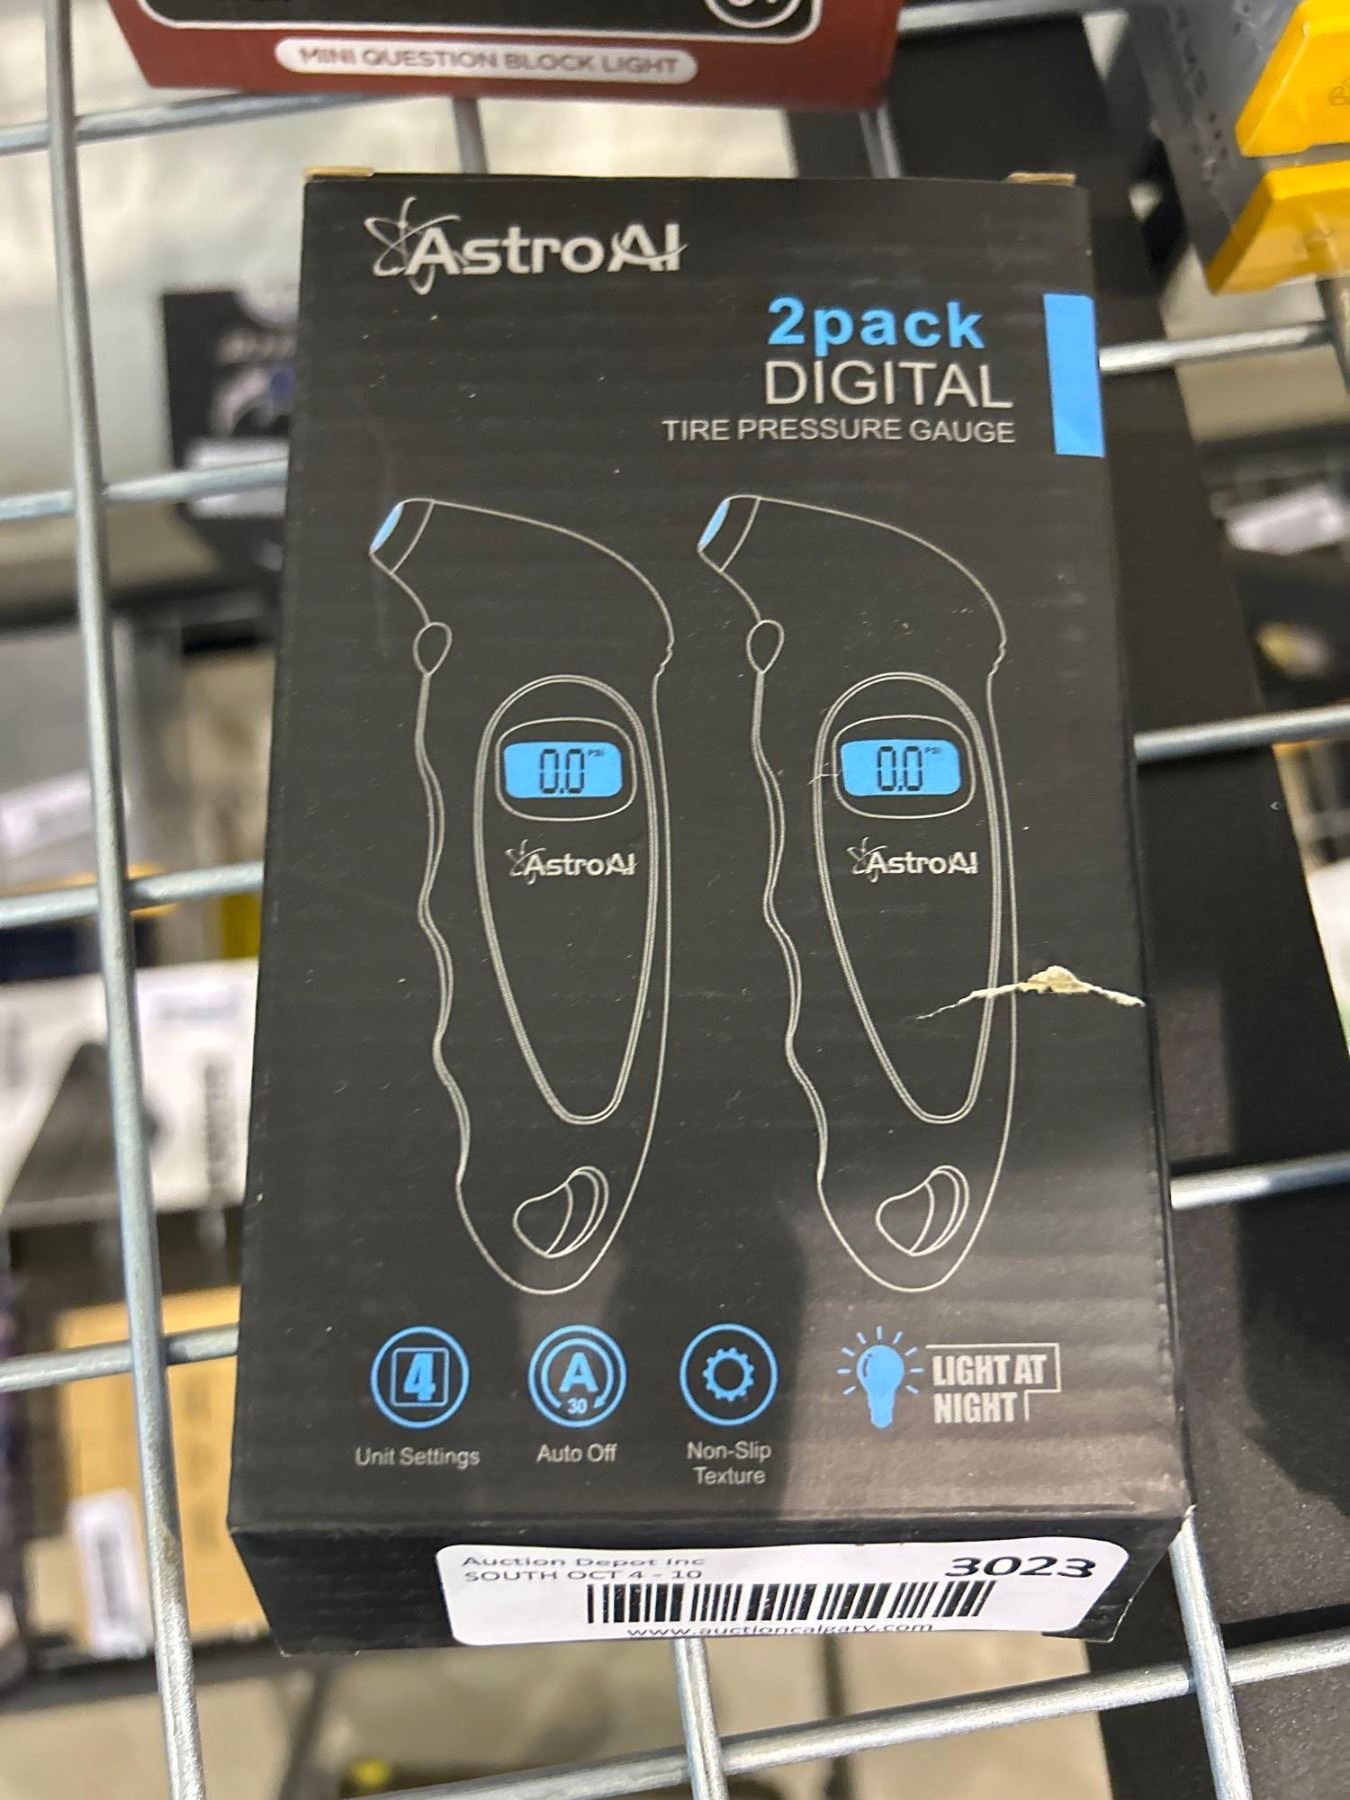 MINI QUESTION BLOCK LIGHT
AstroAI
2pack
DIGITAL
TIRE PRESSURE GAUGE
0.0 PSI
0.0 PSI
AstroAI
AstroAI
4
A
30
LIGHT AT
NIGHT
Unit Settings
Auto Off
Non-Slip
Texture
Auction Depot Inc
SOUTH OCT 4 - 10
3023
www.auctioncalgary.com